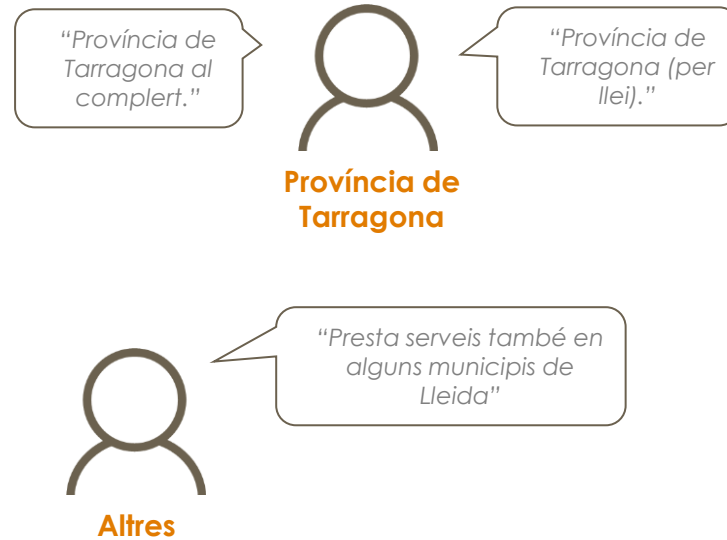 “Província de
Tarragona al
complert.”
“Província de
Tarragona (per
llei).”
Província de
Tarragona
“Presta serveis també en
alguns municipis de
Lleida”
Altres